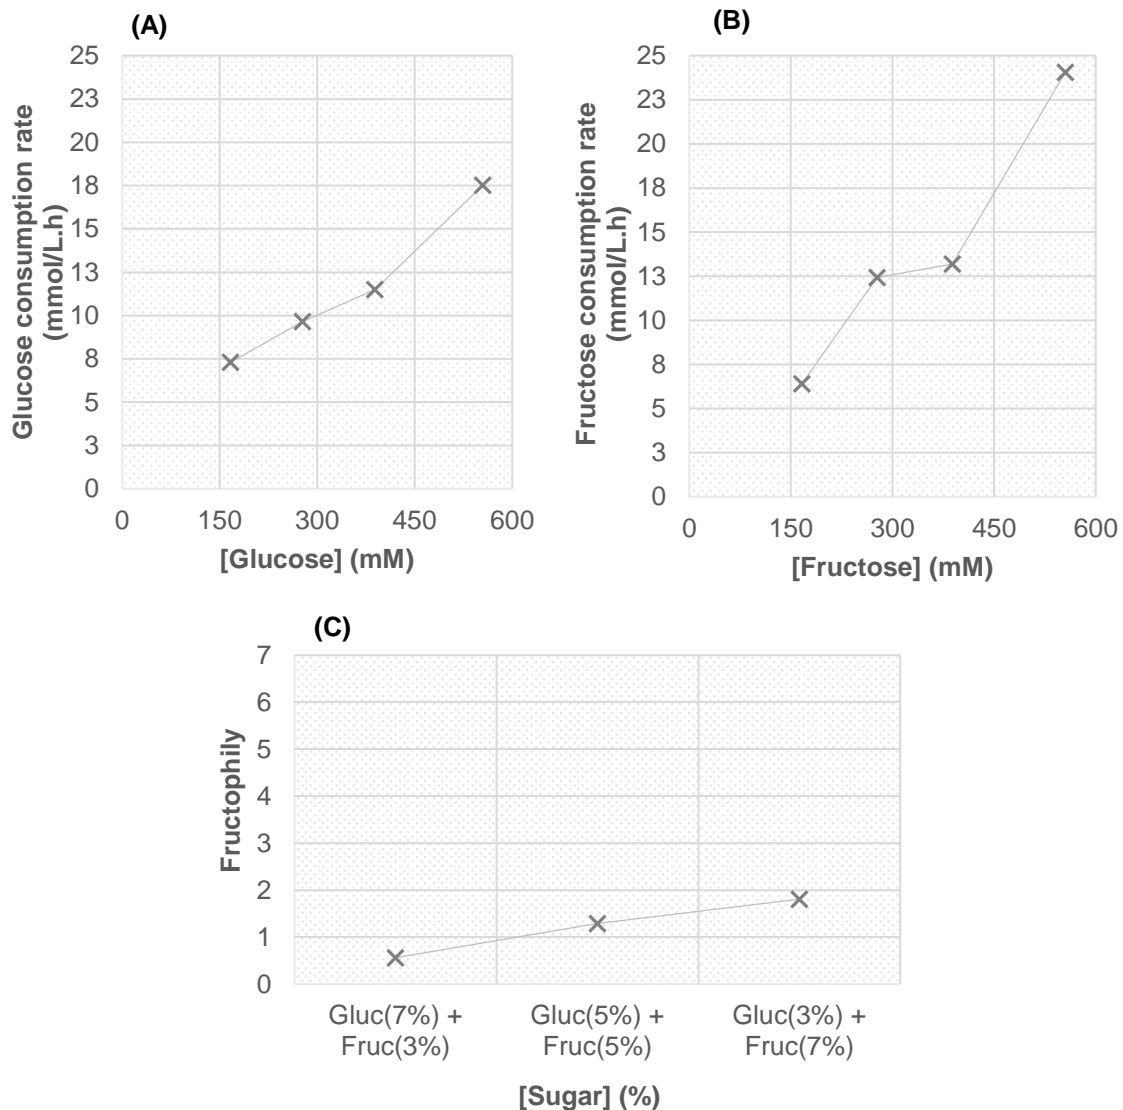 (A)
Glucose consumption rate
(mmol/L.h)
25
23
20
18
15
13
10
8
5
3
0
0 150 300 450 600
[Glucose] (mM)
(B)
Fructose consumption rate
(mmol/L.h)
25
23
20
18
15
13
10
8
5
3
0
0 150 300 450 600
[Fructose] (mM)
(C)
Fructophily
7
6
5
4
3
2
1
0
Gluc(7%) +
Fruc(3%)
Gluc(5%) +
Fruc(5%)
Gluc(3%) +
Fruc(7%)
[Sugar] (%)